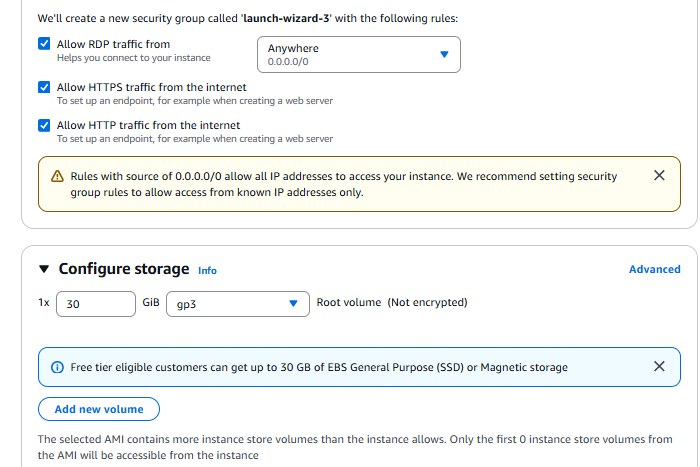 We'll create a new security group called 'launch-wizard-3' with the following rules:
Allow RDP traffic from
Helps you connect to your instance
Anywhere
0.0.0.0/0
Allow HTTPS traffic from the internet
To set up an endpoint, for example when creating a web server
Allow HTTP traffic from the internet
To set up an endpoint, for example when creating a web server
Rules with source of 0.0.0.0/0 allow all IP addresses to access your instance. We recommend setting security
group rules to allow access from known IP addresses only.
Configure storage Info
Advanced
1x 30 GiB gp3 Root volume (Not encrypted)
Free tier eligible customers can get up to 30 GB of EBS General Purpose (SSD) or Magnetic storage
Add new volume
The selected AMI contains more instance store volumes than the instance allows. Only the first 0 instance store volumes from
the AMI will be accessible from the instance